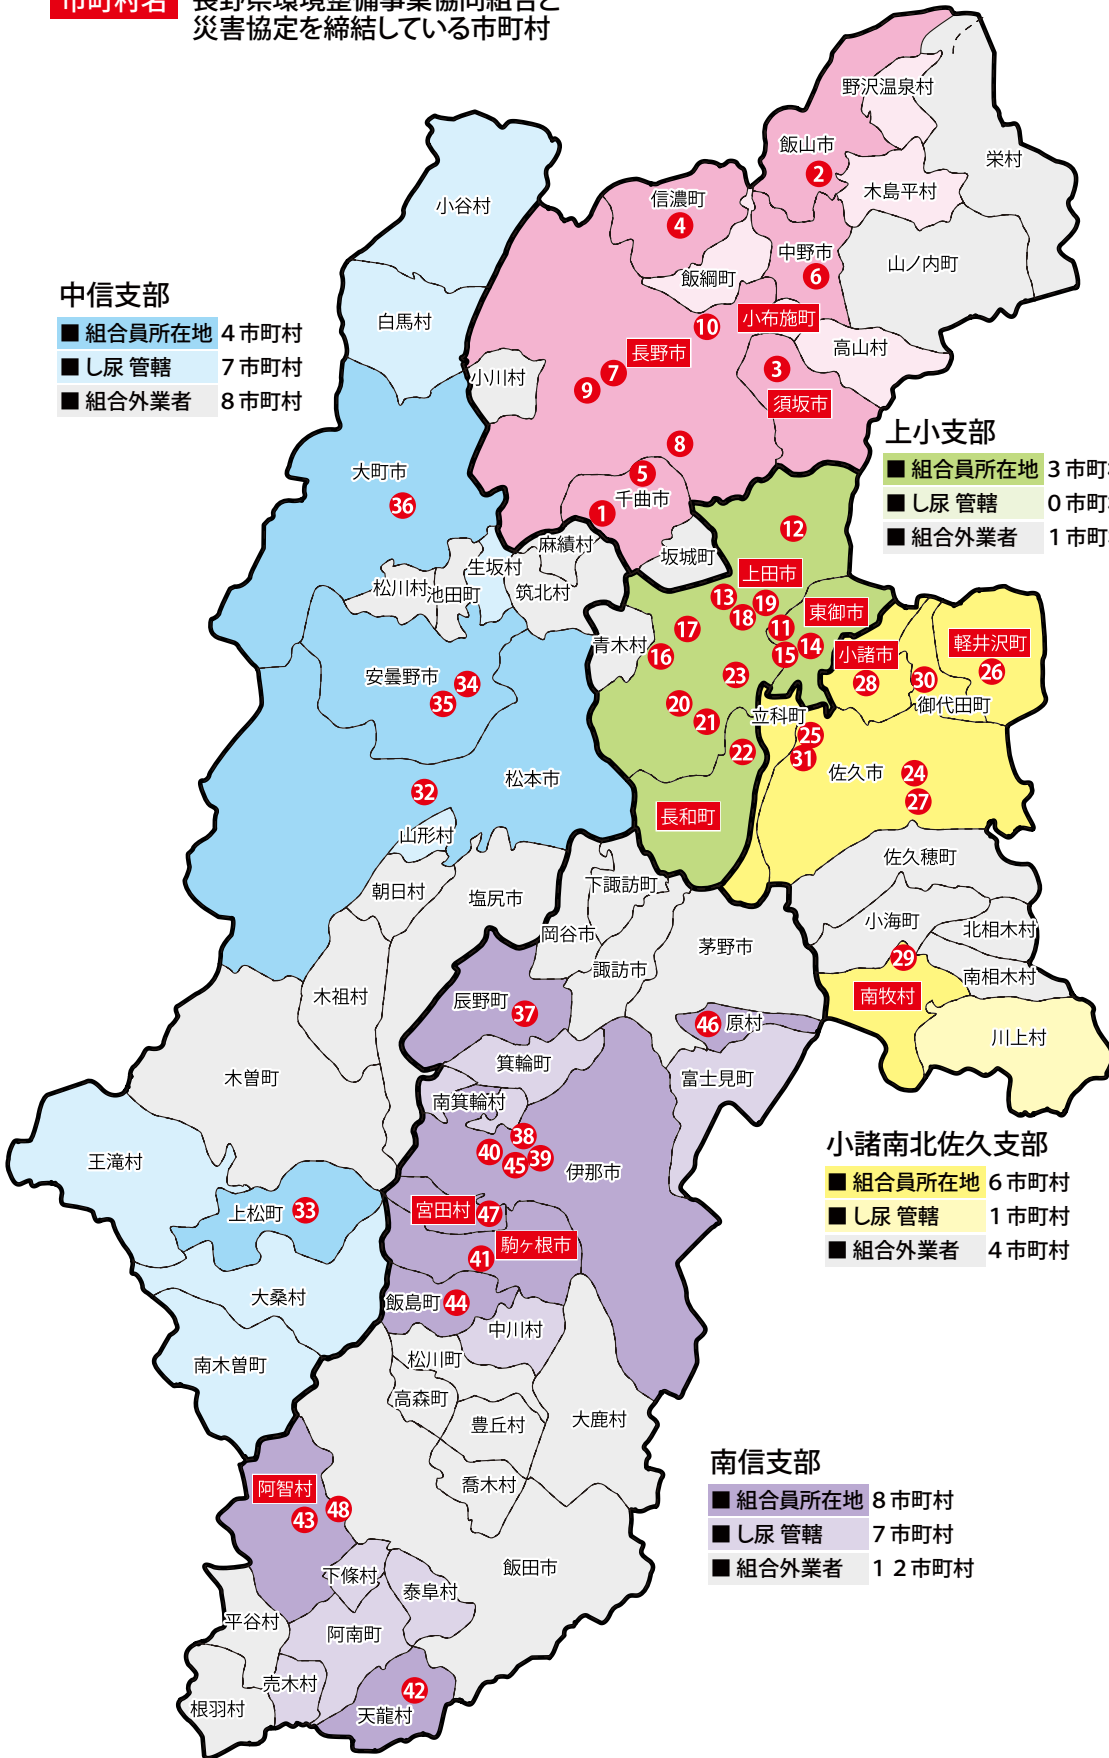 市町村名 長野県環境整備事業協同組合と
災害協定を締結している市町村
野沢温泉村
飯山市
2
栄村
木島平村
信濃町
4
小谷村
中野市
6
山ノ内町
飯綱町
中信支部
■ 組合員所在地 4市町村
■ し尿 管轄 7市町村
■ 組合外業者 8市町村
白馬村
10
小布施町
長野市
高山村
小川村
7
9
3
須坂市
8
上小支部
■ 組合員所在地 3市町
■ し尿 管轄 0市町
■ 組合外業者 1市町
大町市
36
5
千曲市
1
12
麻績村
坂城町
生坂村
松川村
池田町
筑北村
上田市
13
19
18
11
東御市
青木村
17
16
14
15
小諸市
28
30
軽井沢町
26
御代田町
安曇野市
34
35
23
20
21
立科町
25
22
31
佐久市
24
27
松本市
32
長和町
山形村
佐久穂町
朝日村
塩尻市
下諏訪町
小海町
北相木村
岡谷市
茅野市
諏訪市
29
南相木村
南牧村
木祖村
辰野町
37
46
原村
川上村
箕輪町
木曽町
富士見町
南箕輪村
38
40
45
39
伊那市
小諸南北佐久支部
■ 組合員所在地 6市町村
■ し尿 管轄 1市町村
■ 組合外業者 4市町村
王滝村
上松町
33
宮田村
47
駒ヶ根市
41
大桑村
飯島町
44
中川村
南木曽町
松川町
高森町
豊丘村
大鹿村
喬木村
南信支部
■ 組合員所在地 8市町村
■ し尿 管轄 7市町村
■ 組合外業者 12市町村
阿智村
43
48
飯田市
下條村
泰阜村
平谷村
阿南町
売木村
42
根羽村
天龍村